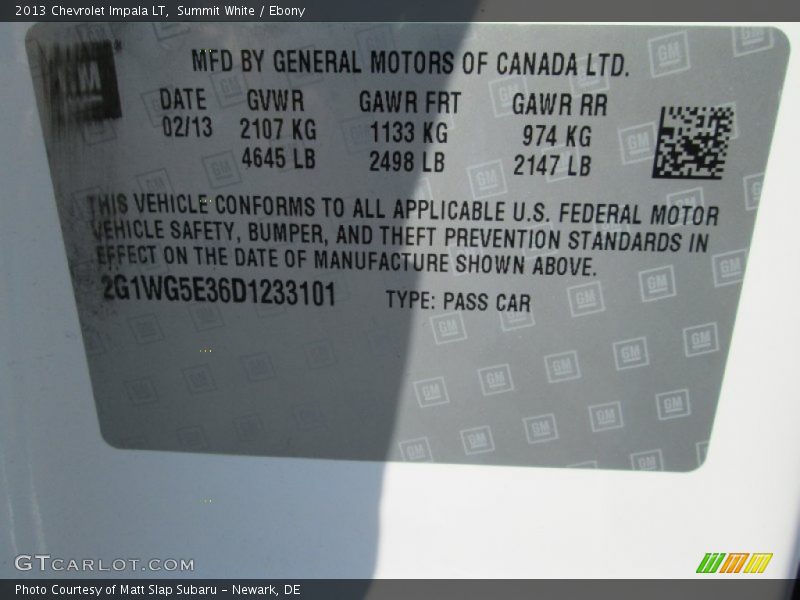 2013 Chevrolet Impala LT, Summit White / Ebony
GM
MFD BY GENERAL MOTORS OF CANADA LTD.
DATE GVWR GAWR FRT GAWR RR
02/13 2107 KG 1133 KG 974 KG
4645 LB 2498 LB 2147 LB
THIS VEHICLE CONFORMS TO ALL APPLICABLE U.S. FEDERAL MOTOR
VEHICLE SAFETY, BUMPER, AND THEFT PREVENTION STANDARDS IN
EFFECT ON THE DATE OF MANUFACTURE SHOWN ABOVE.
2G1WG5E36D1233101 TYPE: PASS CAR
GTCARLOT.COM
Photo Courtesy of Matt Slap Subaru - Newark, DE